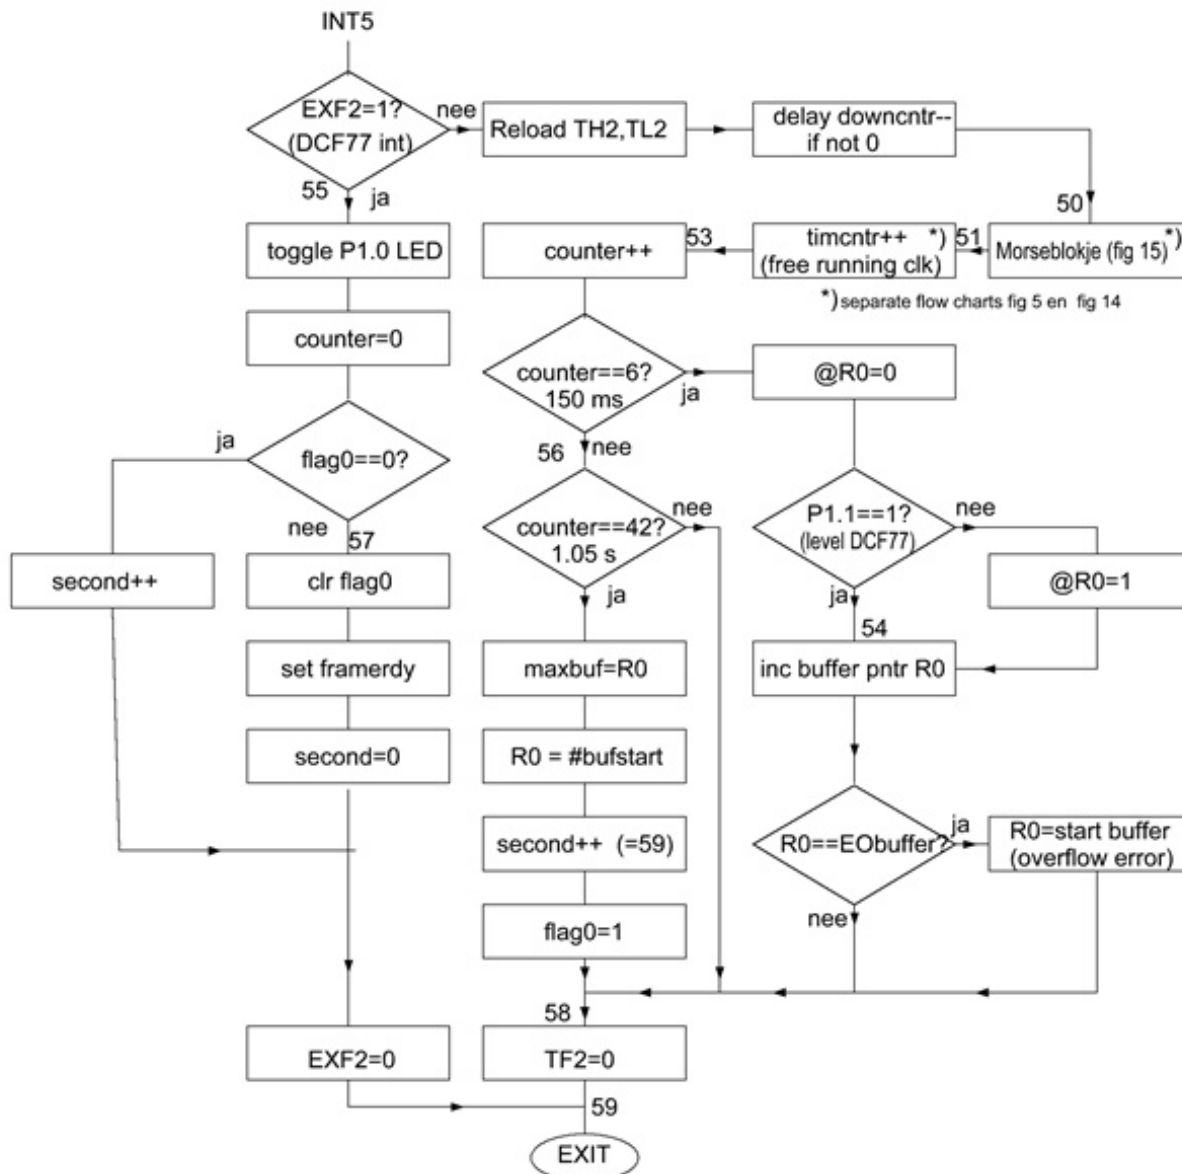 INT5
EXF2=1?
(DCF77 int)
nee
Reload TH2,TL2
delay downcntr--
if not 0
55
ja
50
toggle P1.0 LED
counter++
53
timcntr++ *)
(free running clk)
51
Morseblokje (fig 15) *)
*) separate flow charts fig 5 en fig 14
counter=0
counter==6?
150 ms
ja
@R0=0
nee
56
ja
flag0==0?
nee
57
counter==42?
1.05 s
nee
ja
P1.1==1?
(level DCF77)
nee
ja
@R0=1
second++
clr flag0
54
set framerdy
maxbuf=R0
inc buffer pntr R0
second=0
R0 = #bufstart
second++ (=59)
R0==EObuffer?
ja
R0=start buffer
(overflow error)
nee
flag0=1
58
EXF2=0
TF2=0
59
EXIT